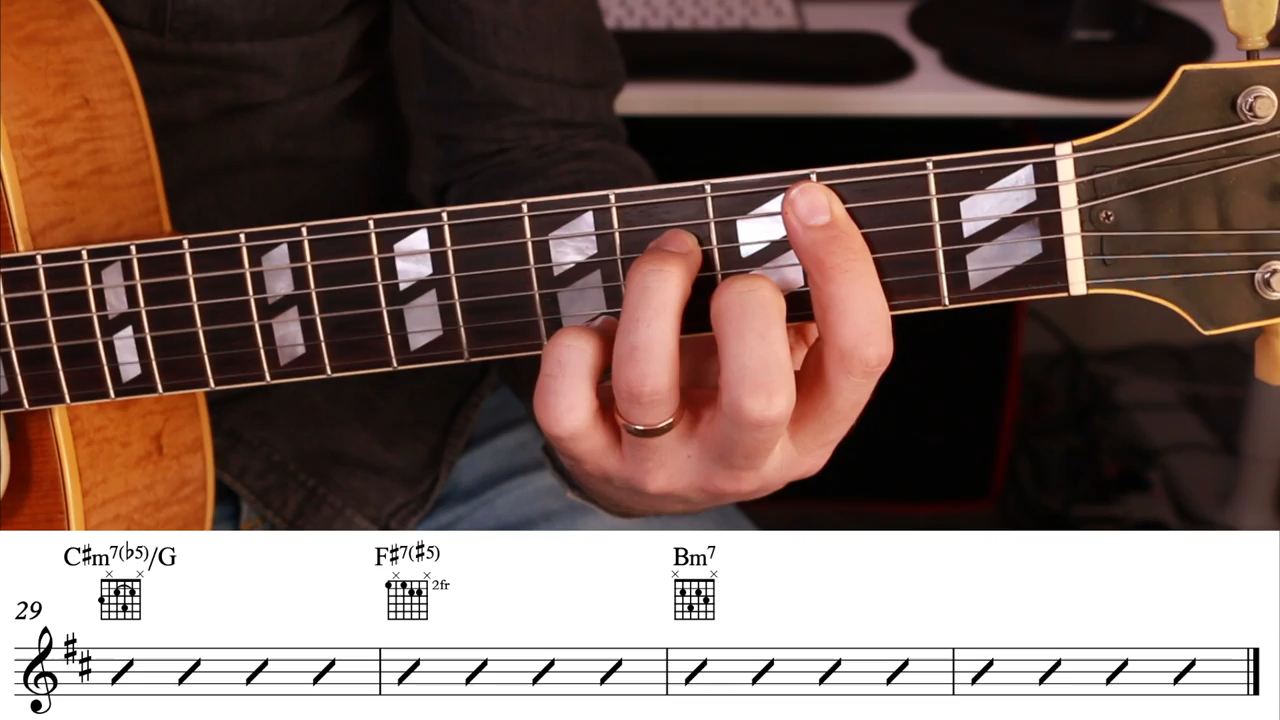 C♯m7(♭5)/G F♯7(♯5) Bm7
× × × × 2fr × ×
29